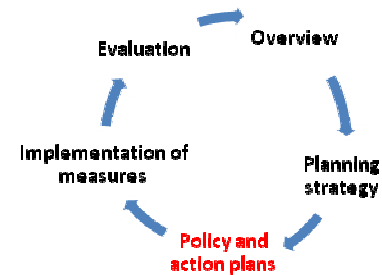 Overview
Planning
strategy
Policy and
action plans
Implementation of
measures
Evaluation